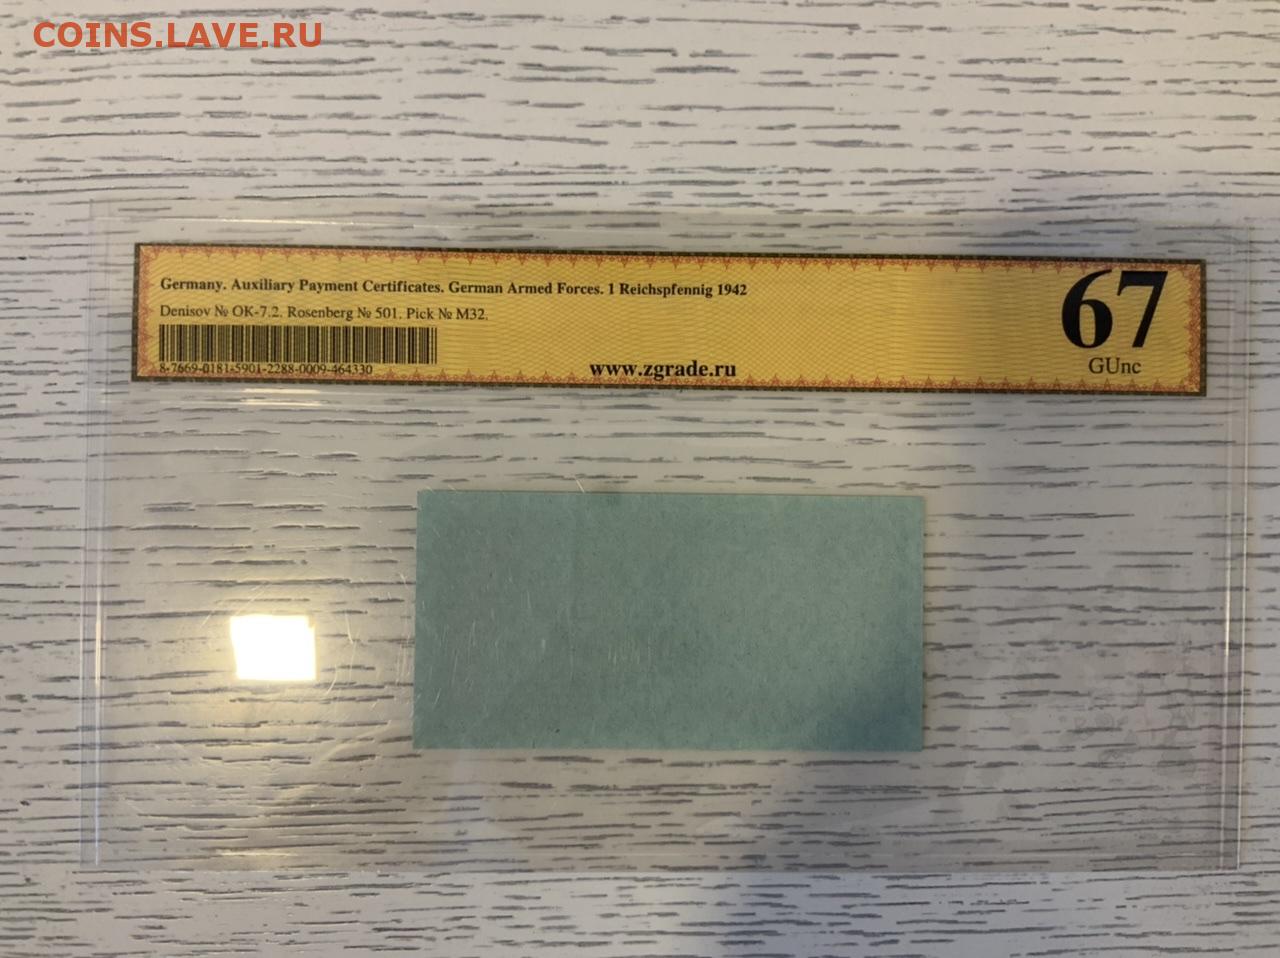 COINS.LAVE.RU
Germany. Auxiliary Payment Certificates. German Armed Forces. 1 Reichspfennig 1942
Denisov № OK-7.2. Rosenberg № 501. Pick № M32.
8-7669-0181-5901-2288-0009-464330
www.zgrade.ru
67
GUnc